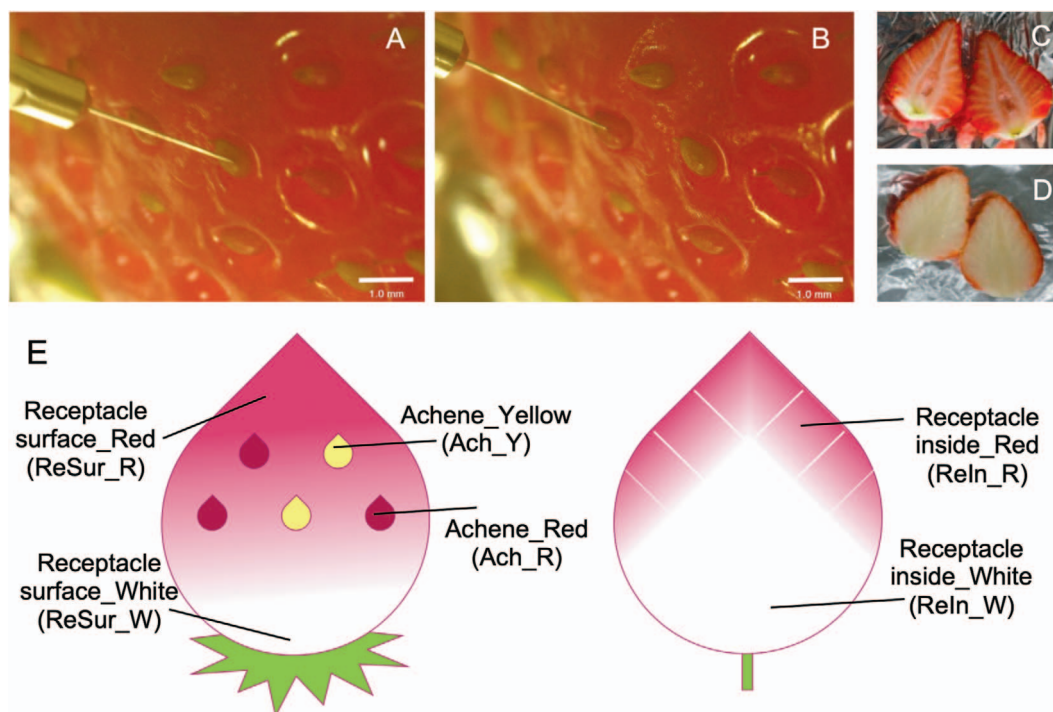 A
B
C
D
1.0 mm
1.0 mm
E
Receptacle
surface_Red
(ReSur_R)
Achene_Yellow
(Ach_Y)
Achene_Red
(Ach_R)
Receptacle
surface_White
(ReSur_W)
Receptacle
inside_Red
(ReIn_R)
Receptacle
inside_White
(ReIn_W)